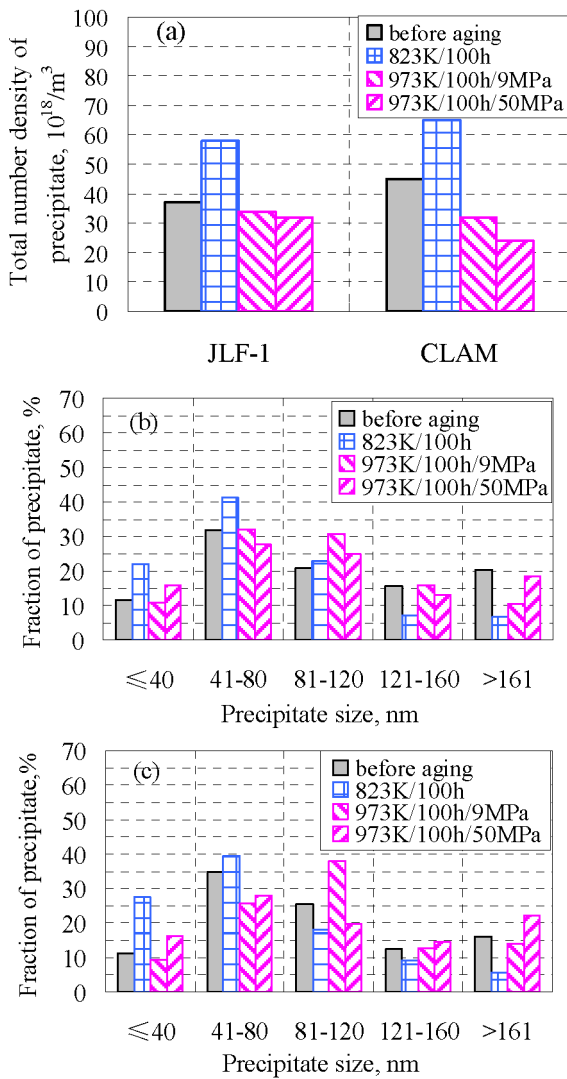 (a)
Total number density of
precipitate, 10^18/m^3
100
90
80
70
60
50
40
30
20
10
0
before aging
823K/100h
973K/100h/9MPa
973K/100h/50MPa
JLF-1
CLAM
(b)
Fraction of precipitate, %
70
60
50
40
30
20
10
0
before aging
823K/100h
973K/100h/9MPa
973K/100h/50MPa
≤40
41-80
81-120
121-160
>161
Precipitate size, nm
(c)
Fraction of precipitate,%
70
60
50
40
30
20
10
0
before aging
823K/100h
973K/100h/9MPa
973K/100h/50MPa
≤40
41-80
81-120
121-160
>161
Precipitate size, nm